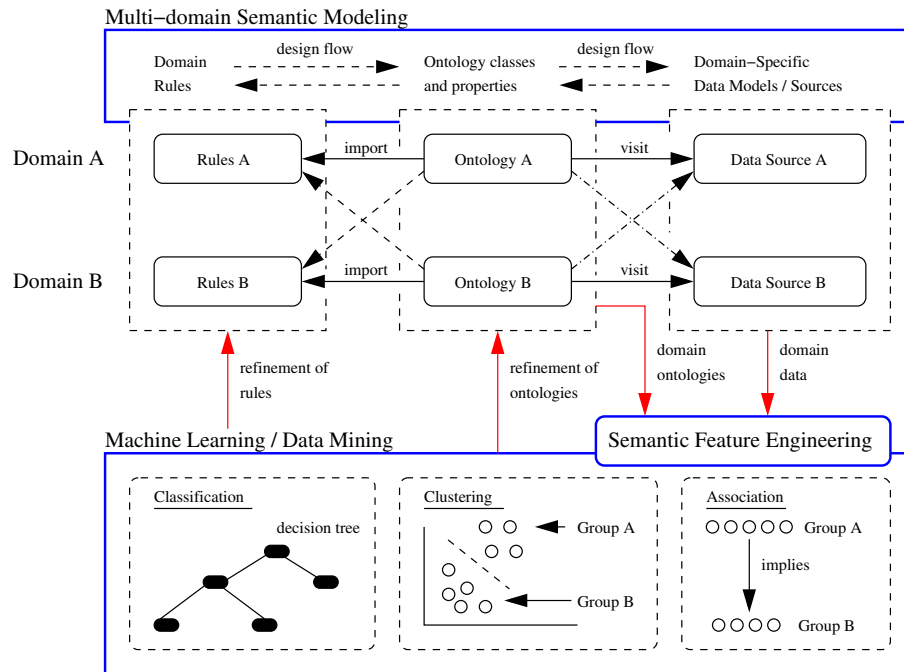 Multi-domain Semantic Modeling
design flow
design flow
Domain
Rules
Ontology classes
and properties
Domain-Specific
Data Models / Sources
Domain A
Rules A
import
Ontology A
visit
Data Source A
Domain B
Rules B
import
Ontology B
visit
Data Source B
refinement of
rules
refinement of
ontologies
domain
ontologies
domain
data
Machine Learning / Data Mining
Semantic Feature Engineering
Classification
decision tree
Clustering
Group A
Group B
Association
Group A
implies
Group B